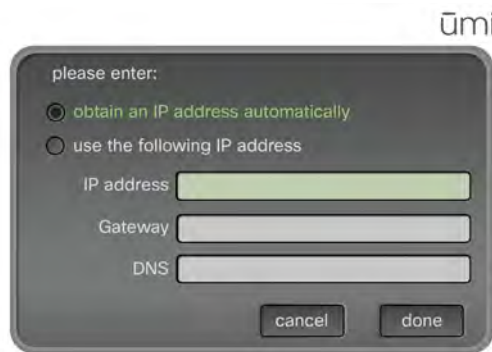 ūmi
please enter:
obtain an IP address automatically
use the following IP address
IP address
Gateway
DNS
cancel done